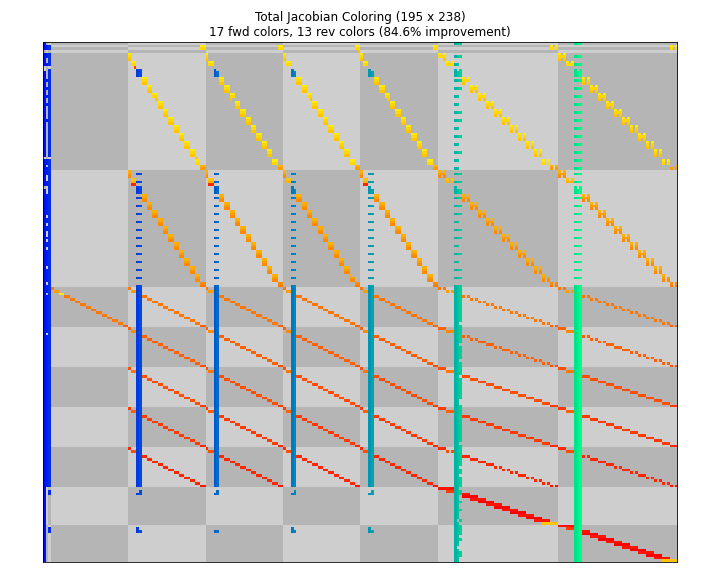 Total Jacobian Coloring (195 x 238)
17 fwd colors, 13 rev colors (84.6% improvement)